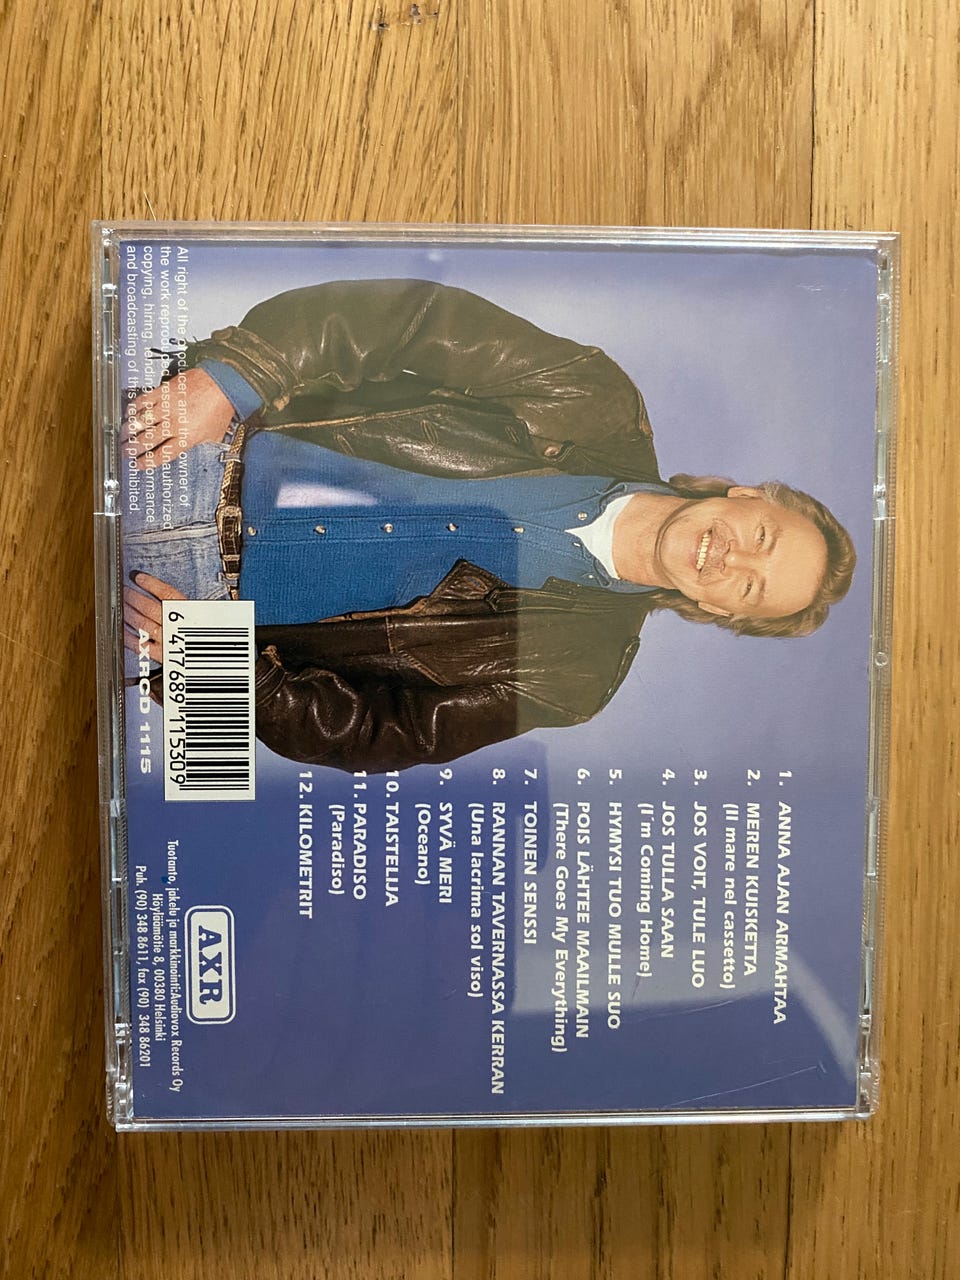 1. ANNA AJAN ARMAHTAA
2. MEREN KUISKETTA
(Il mare nel cassetto)
3. JOS VOIT, TULE LUO
4. JOS TULLA SAAN
(I´m Coming Home)
5. HYMYSI TUO MULLE SUO
6. POIS LÄHTEE MAAILMAIN
(There Goes My Everything)
7. TOINEN SENSSI
8. RANNAN TAVERNASSA KERRAN
(Una lacrima sol viso)
9. SYVÄ MERI
(Oceano)
10. TAISTELIJA
11. PARADISO
(Paradiso)
12. KILOMETRIT
All right of the producer and the owner of
the work reproduced reserved. Unauthorized
copying, hiring, lending, public performance
and broadcasting of this record prohibited.
6 417689 115309
AXRCD 1115
AXR
Tuotanto, jakelu ja markkinointi:Audiovox Records Oy
Höyläämötie 8, 00380 Helsinki
Puh. (90) 348 8611, fax (90) 348 86201